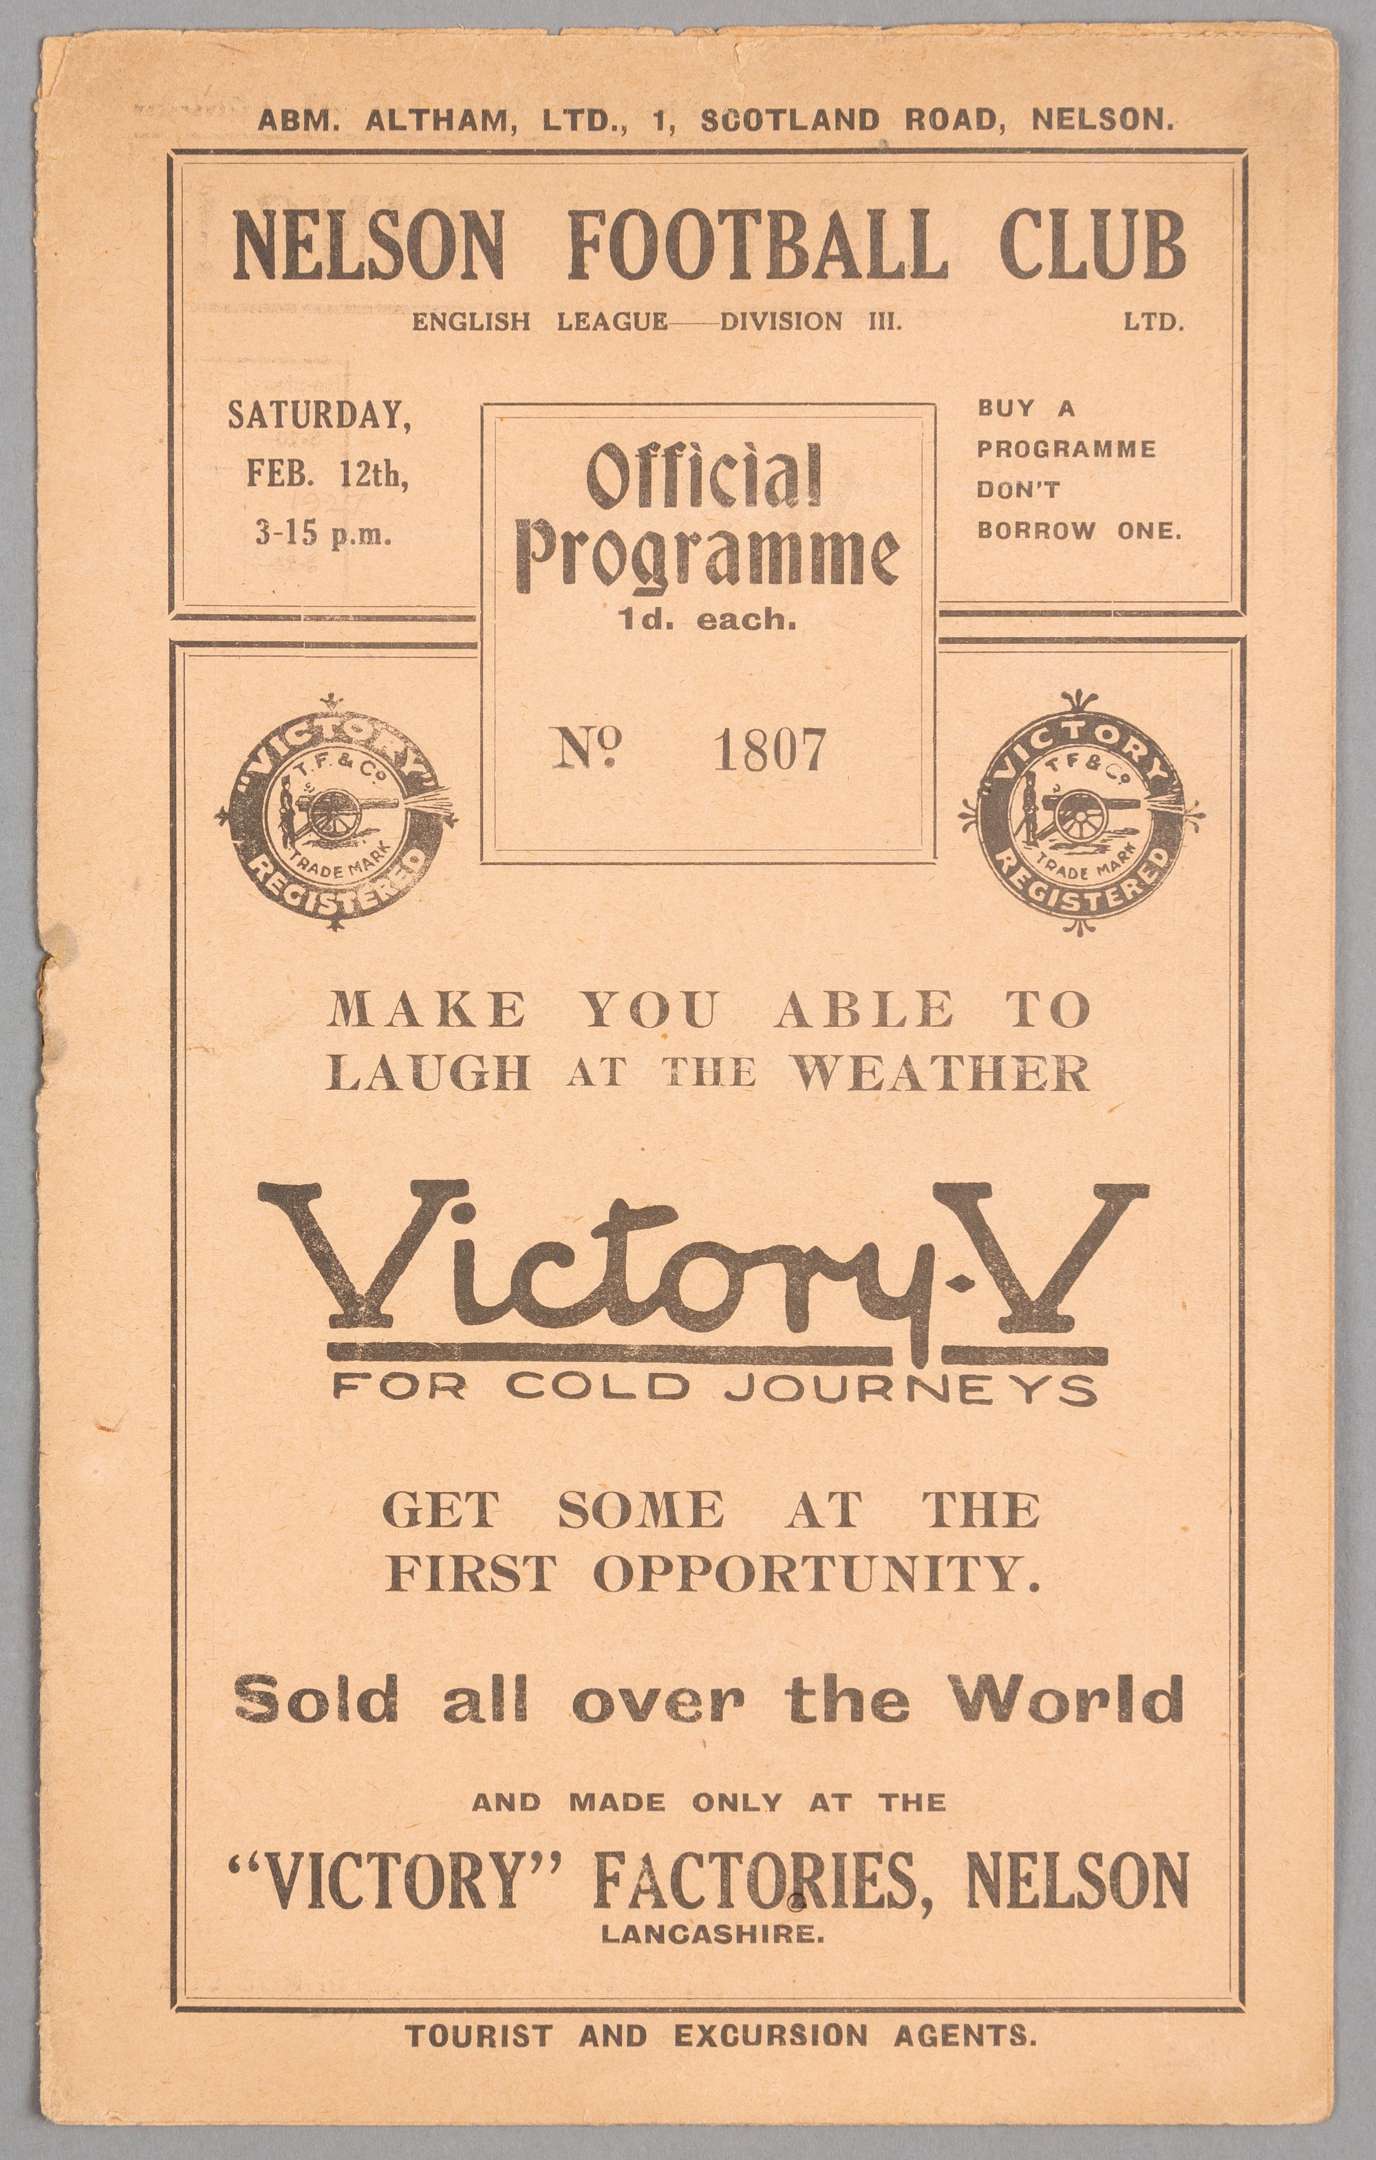 ABM. ALTHAM, LTD., 1, SCOTLAND ROAD, NELSON.
NELSON FOOTBALL CLUB
ENGLISH LEAGUE—DIVISION III. LTD.
SATURDAY,
FEB. 12th,
3-15 p.m.
Official
Programme
1d. each.
No. 1807
BUY A
PROGRAMME
DON'T
BORROW ONE.
"VICTORY"
T.F. & Co
TRADE MARK
REGISTERED
"VICTORY"
T F & Co
TRADE MARK
REGISTERED
MAKE YOU ABLE TO
LAUGH AT THE WEATHER
Victory-V
FOR COLD JOURNEYS
GET SOME AT THE
FIRST OPPORTUNITY.
Sold all over the World
AND MADE ONLY AT THE
"VICTORY" FACTORIES, NELSON
LANCASHIRE.
TOURIST AND EXCURSION AGENTS.